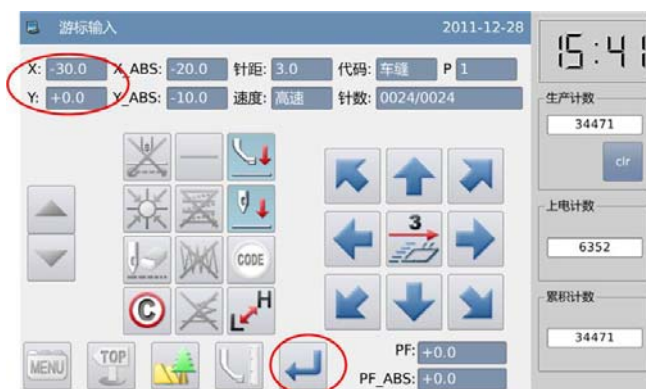 游标输入 2011-12-28
15:41
X: -30.0 X_ABS: -20.0 针距: 3.0 代码: 车缝 P 1
Y: +0.0 Y_ABS: -10.0 速度: 高速 针数: 0024/0024
生产计数
34471
clr
上电计数
6352
累积计数
34471
3
CODE
C
H
L
MENU
TOP
PF: +0.0
PF_ABS: +0.0